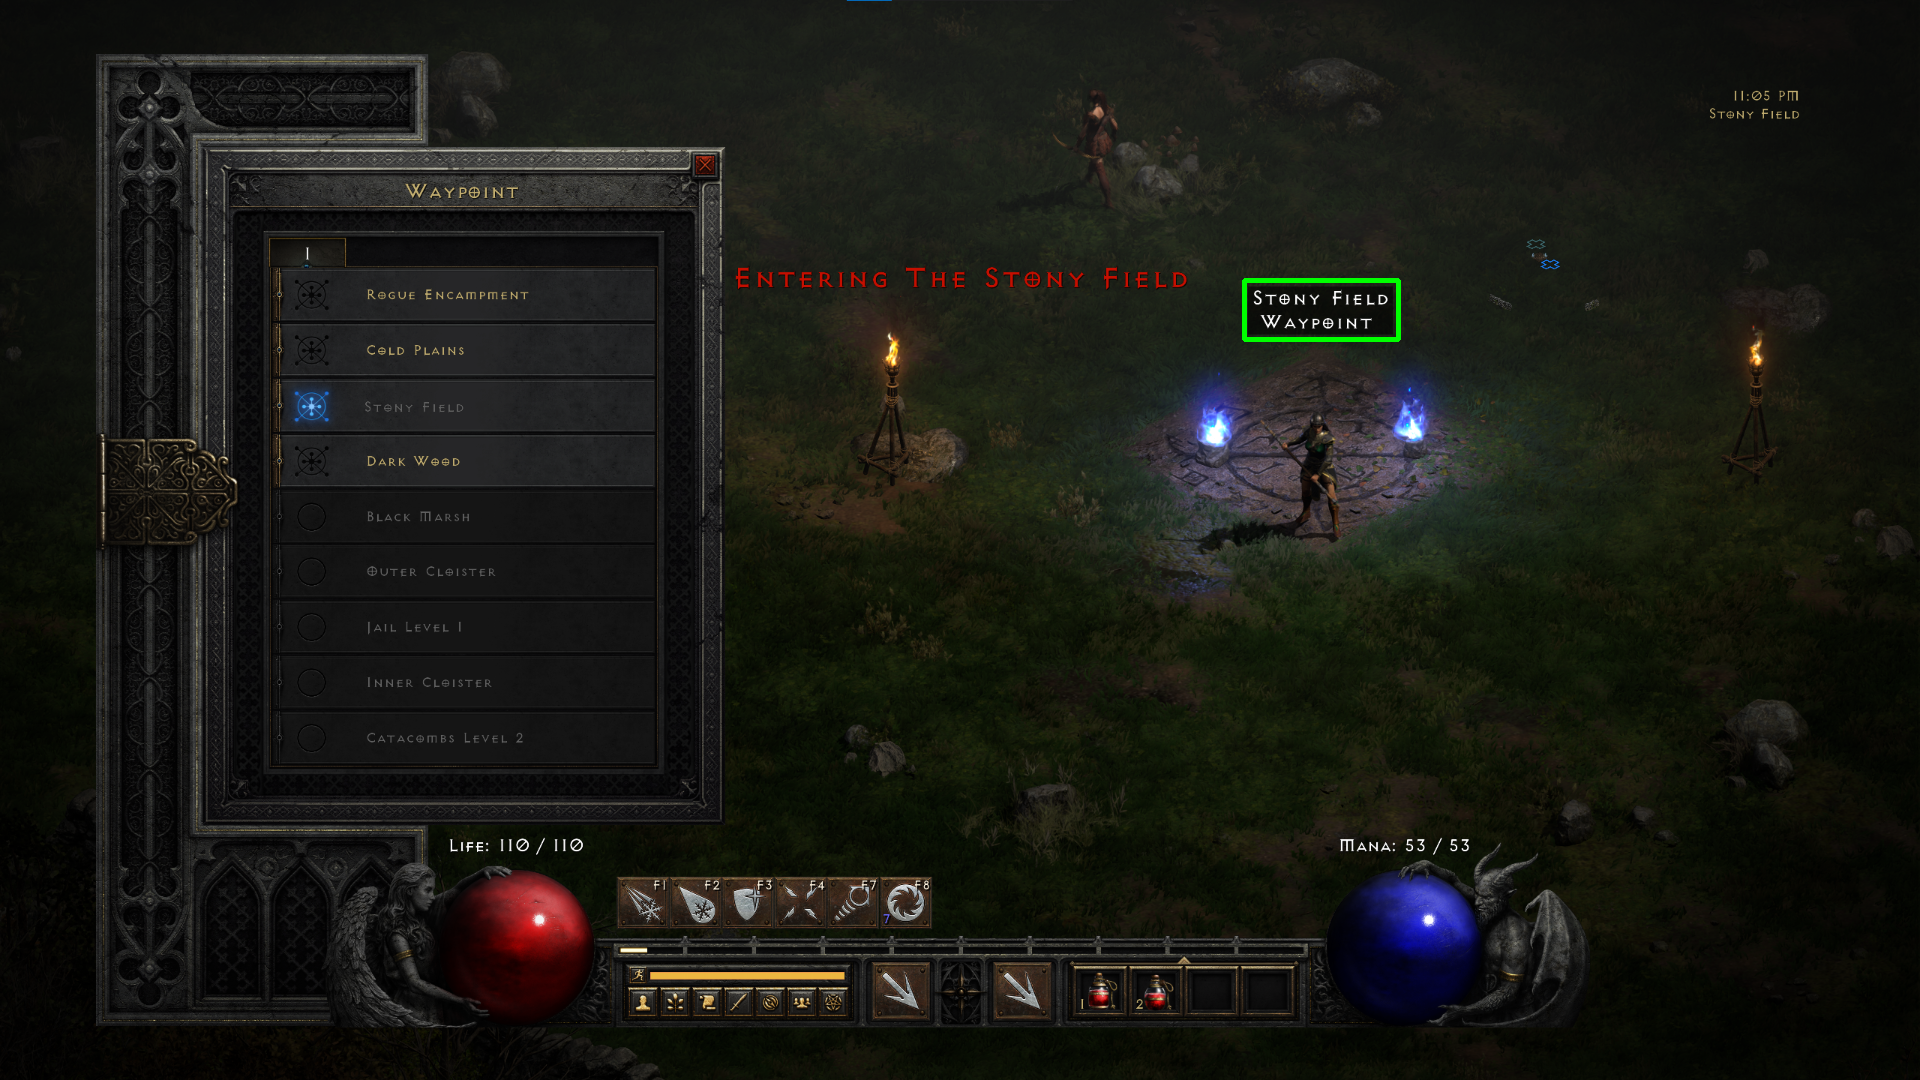 11:05 PM
Stony Field
Waypoint
I
Rogue Encampment
Cold Plains
Stony Field
Dark Wood
Black Marsh
Outer Cloister
Jail Level 1
Inner Cloister
Catacombs Level 2
Entering The Stony Field
Stony Field
Waypoint
Life: 110 / 110
Mana: 53 / 53
F1 F2 F3 F4 F7 F8
7
1 2